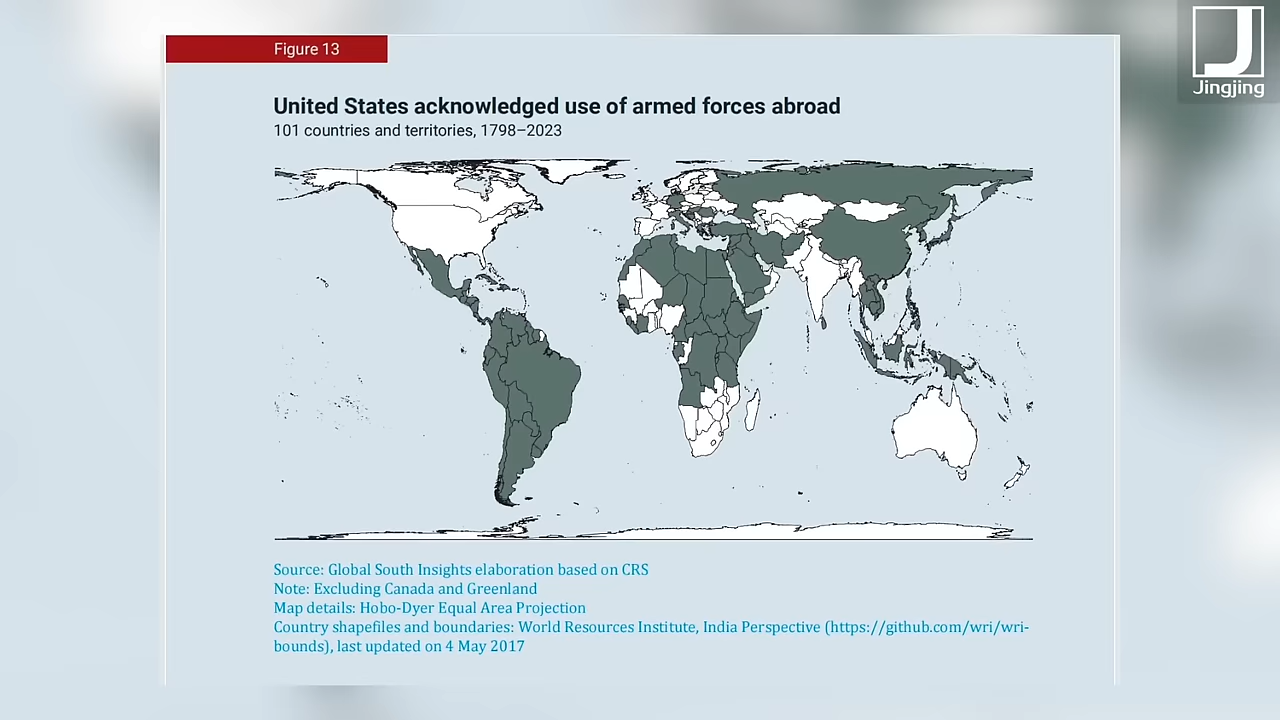 Figure 13
Jingjing
United States acknowledged use of armed forces abroad
101 countries and territories, 1798–2023
Source: Global South Insights elaboration based on CRS
Note: Excluding Canada and Greenland
Map details: Hobo-Dyer Equal Area Projection
Country shapefiles and boundaries: World Resources Institute, India Perspective (https://github.com/wri/wri-
bounds), last updated on 4 May 2017